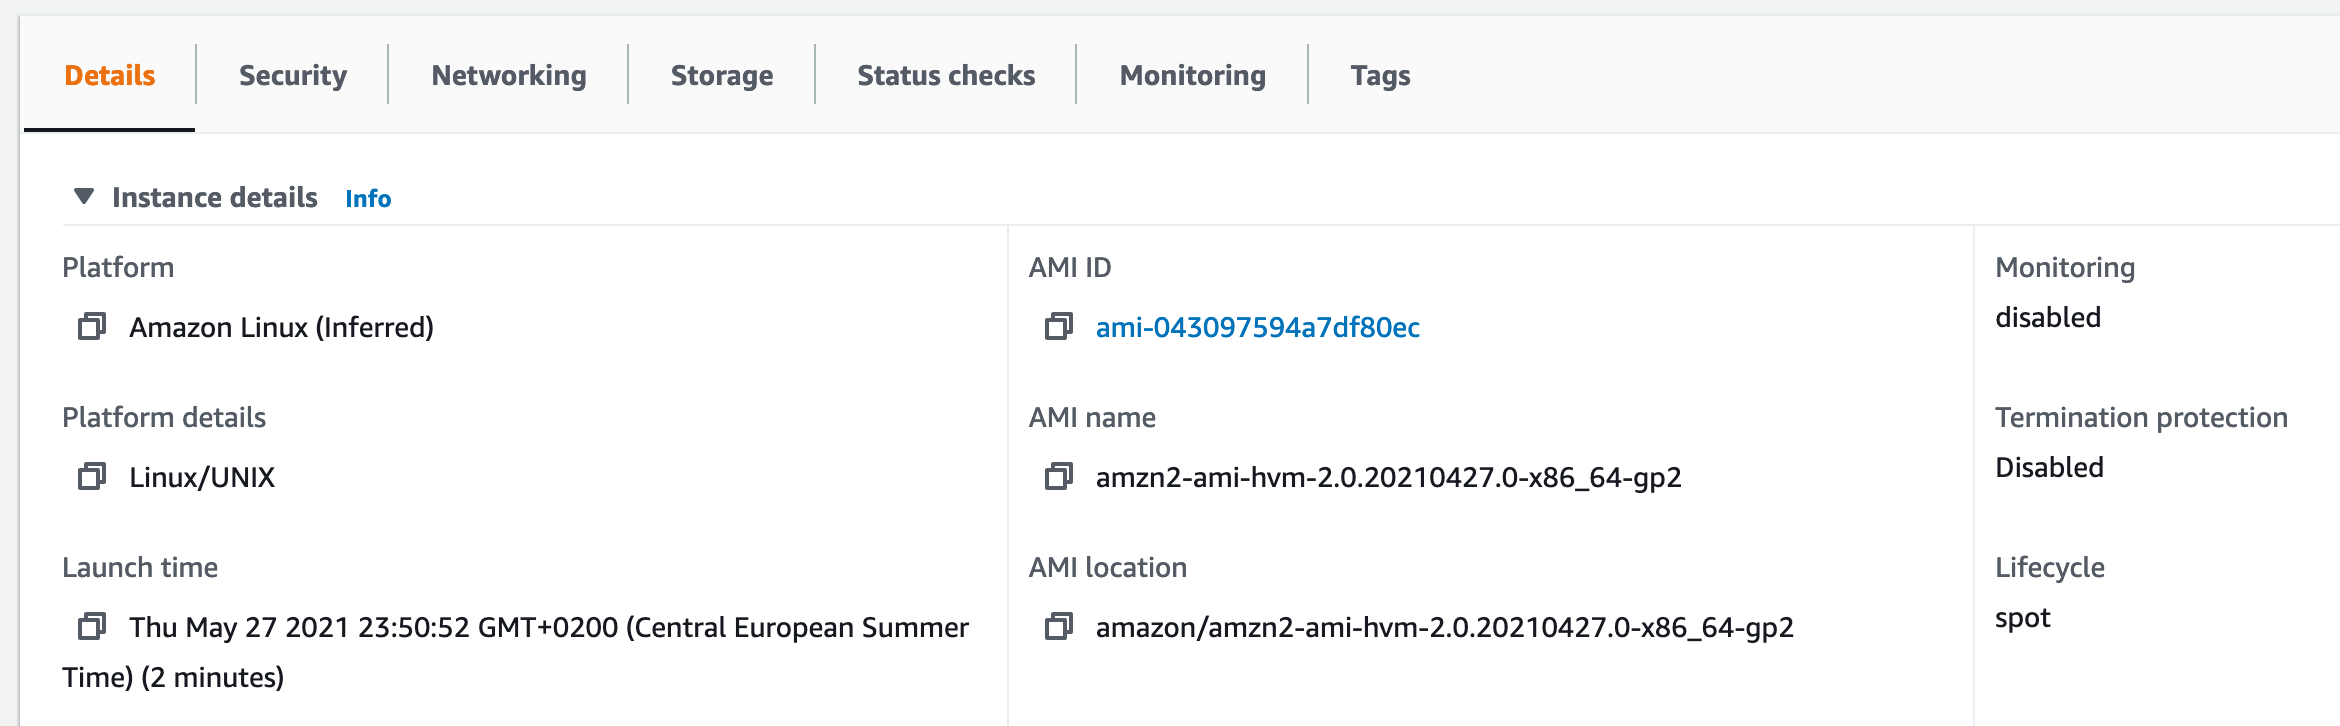 Details
Security
Networking
Storage
Status checks
Monitoring
Tags
Instance details Info
Platform
Amazon Linux (Inferred)
Platform details
Linux/UNIX
Launch time
Thu May 27 2021 23:50:52 GMT+0200 (Central European Summer
Time) (2 minutes)
AMI ID
ami-043097594a7df80ec
AMI name
amzn2-ami-hvm-2.0.20210427.0-x86_64-gp2
AMI location
amazon/amzn2-ami-hvm-2.0.20210427.0-x86_64-gp2
Monitoring
disabled
Termination protection
Disabled
Lifecycle
spot